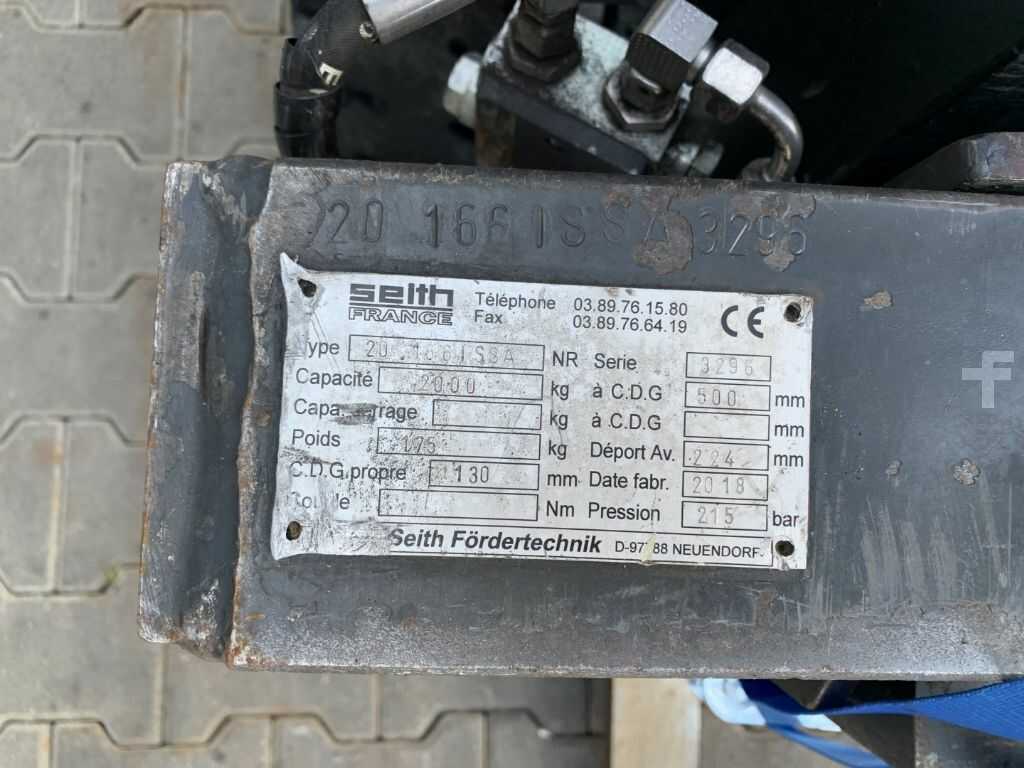 20 166 ISSA 3296
Seith FRANCE Téléphone 03.89.76.15.80
Fax 03.89.76.64.19 CE
Type 20 166ISSA NR Serie 3296
Capacité 2000 kg à C.D.G 500 mm
kg à C.D.G mm
Poids 175 kg Déport Av. 224 mm
C.D.G.propre 130 mm Date fabr. 2018
Nm Pression 215 bar
Seith Fördertechnik NEUENDORF.